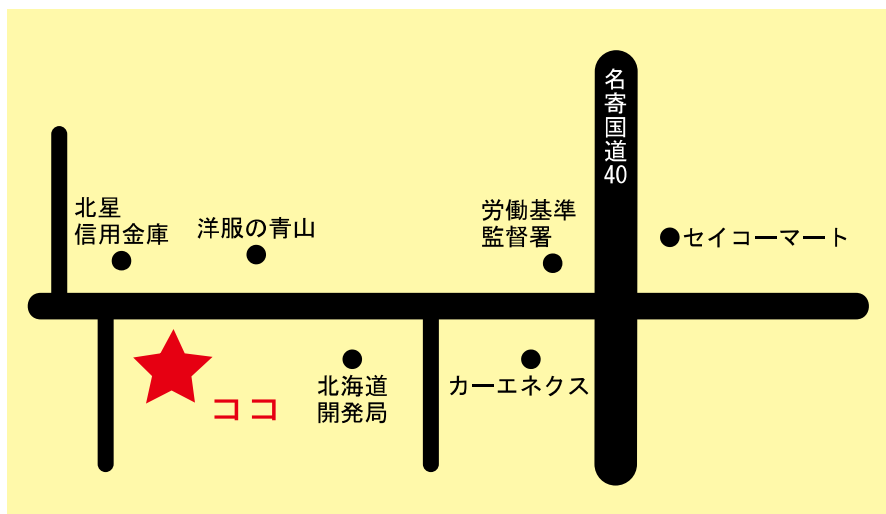 名寄国道40
北星
信用金庫
洋服の青山
労働基準
監督署
セイコーマート
ココ
北海道
開発局
カーエネクス